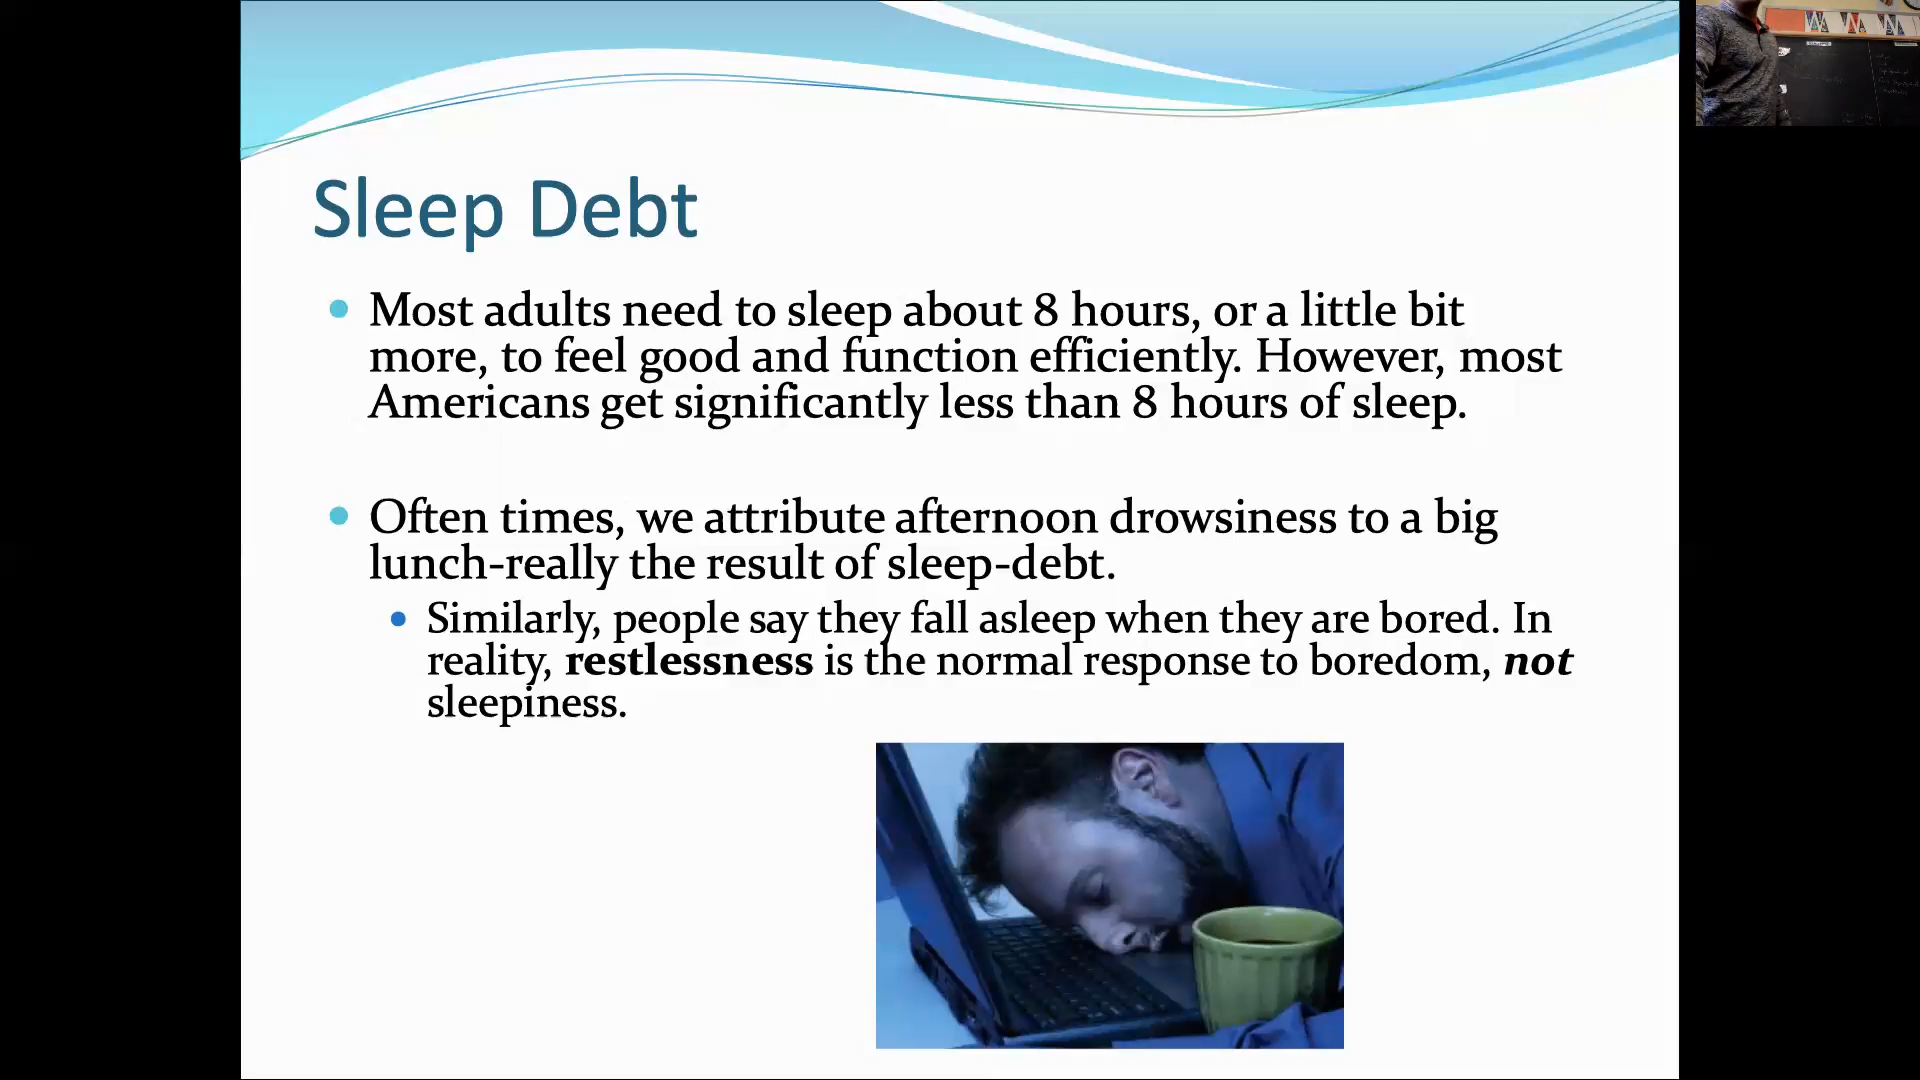 Sleep Debt
Most adults need to sleep about 8 hours, or a little bit
more, to feel good and function efficiently. However, most
Americans get significantly less than 8 hours of sleep.
Often times, we attribute afternoon drowsiness to a big
lunch-really the result of sleep-debt.
Similarly, people say they fall asleep when they are bored. In
reality, restlessness is the normal response to boredom, not
sleepiness.